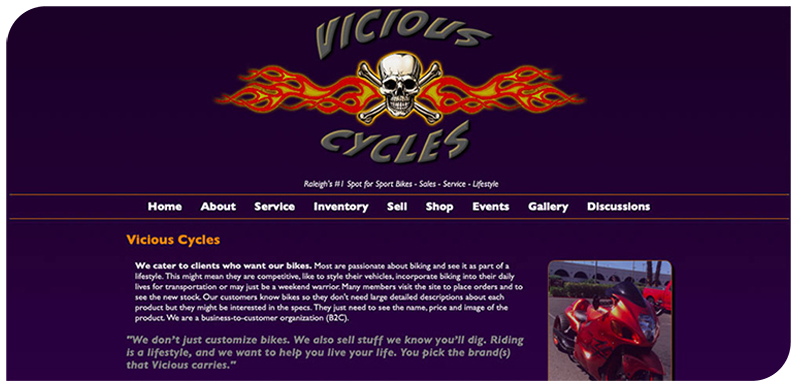 VICIOUS
CYCLES
Raleigh's #1 Spot for Sport Bikes - Sales - Service - Lifestyle
Home About Service Inventory Sell Shop Events Gallery Discussions
Vicious Cycles
We cater to clients who want our bikes. Most are passionate about biking and see it as part of a
lifestyle. This might mean they are competitive, like to style their vehicles, incorporate biking into their daily
lives for transportation or may just be a weekend warrior. Many members visit the site to place orders and to
see the new stock. Our customers know bikes so they don't need large detailed descriptions about each
product but they might be interested in the specs. They just need to see the name, price and image of the
product. We are a business-to-customer organization (B2C).
"We don't just customize bikes. We also sell stuff we know you'll dig. Riding
is a lifestyle, and we want to help you live your life. You pick the brand(s)
that Vicious carries."